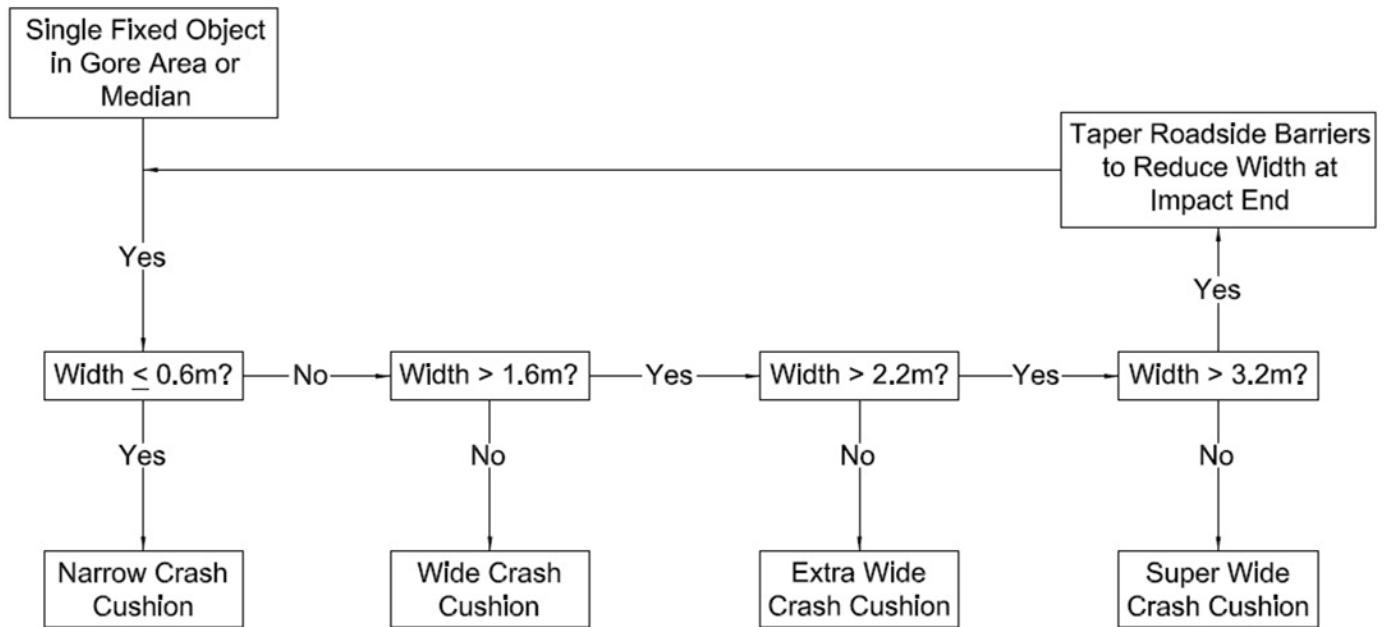 Single Fixed Object
in Gore Area or
Median
Taper Roadside Barriers
to Reduce Width at
Impact End
Yes
Yes
Width ≤ 0.6m?
No
Width > 1.6m?
Yes
Width > 2.2m?
Yes
Width > 3.2m?
Yes
No
No
No
Narrow Crash
Cushion
Wide Crash
Cushion
Extra Wide
Crash Cushion
Super Wide
Crash Cushion